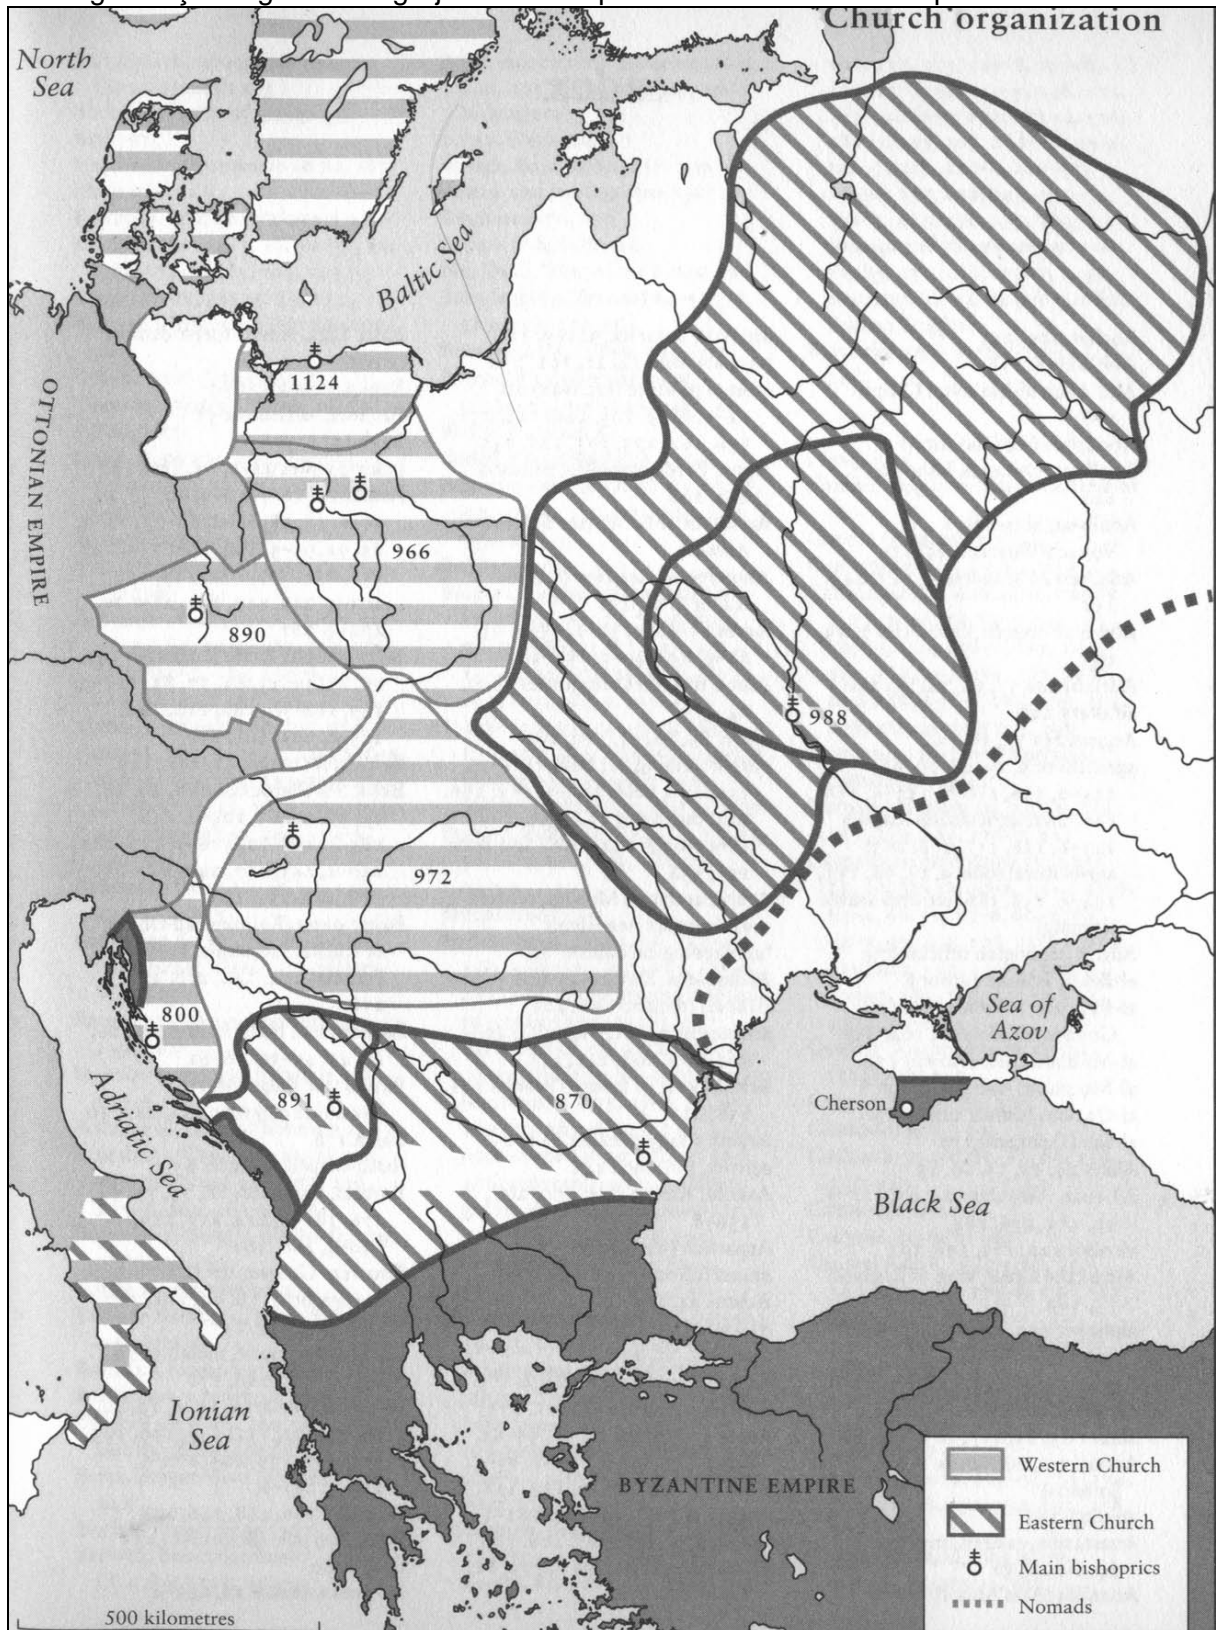 "Church organization
North
Sea
Baltic Sea
1124
OTTONIAN EMPIRE
966
890
988
972
800
Sea of
Azov
Adriatic Sea
891
870
Cherson
Black Sea
Ionian
Sea
BYZANTINE EMPIRE
Western Church
Eastern Church
Main bishoprics
Nomads
500 kilometres